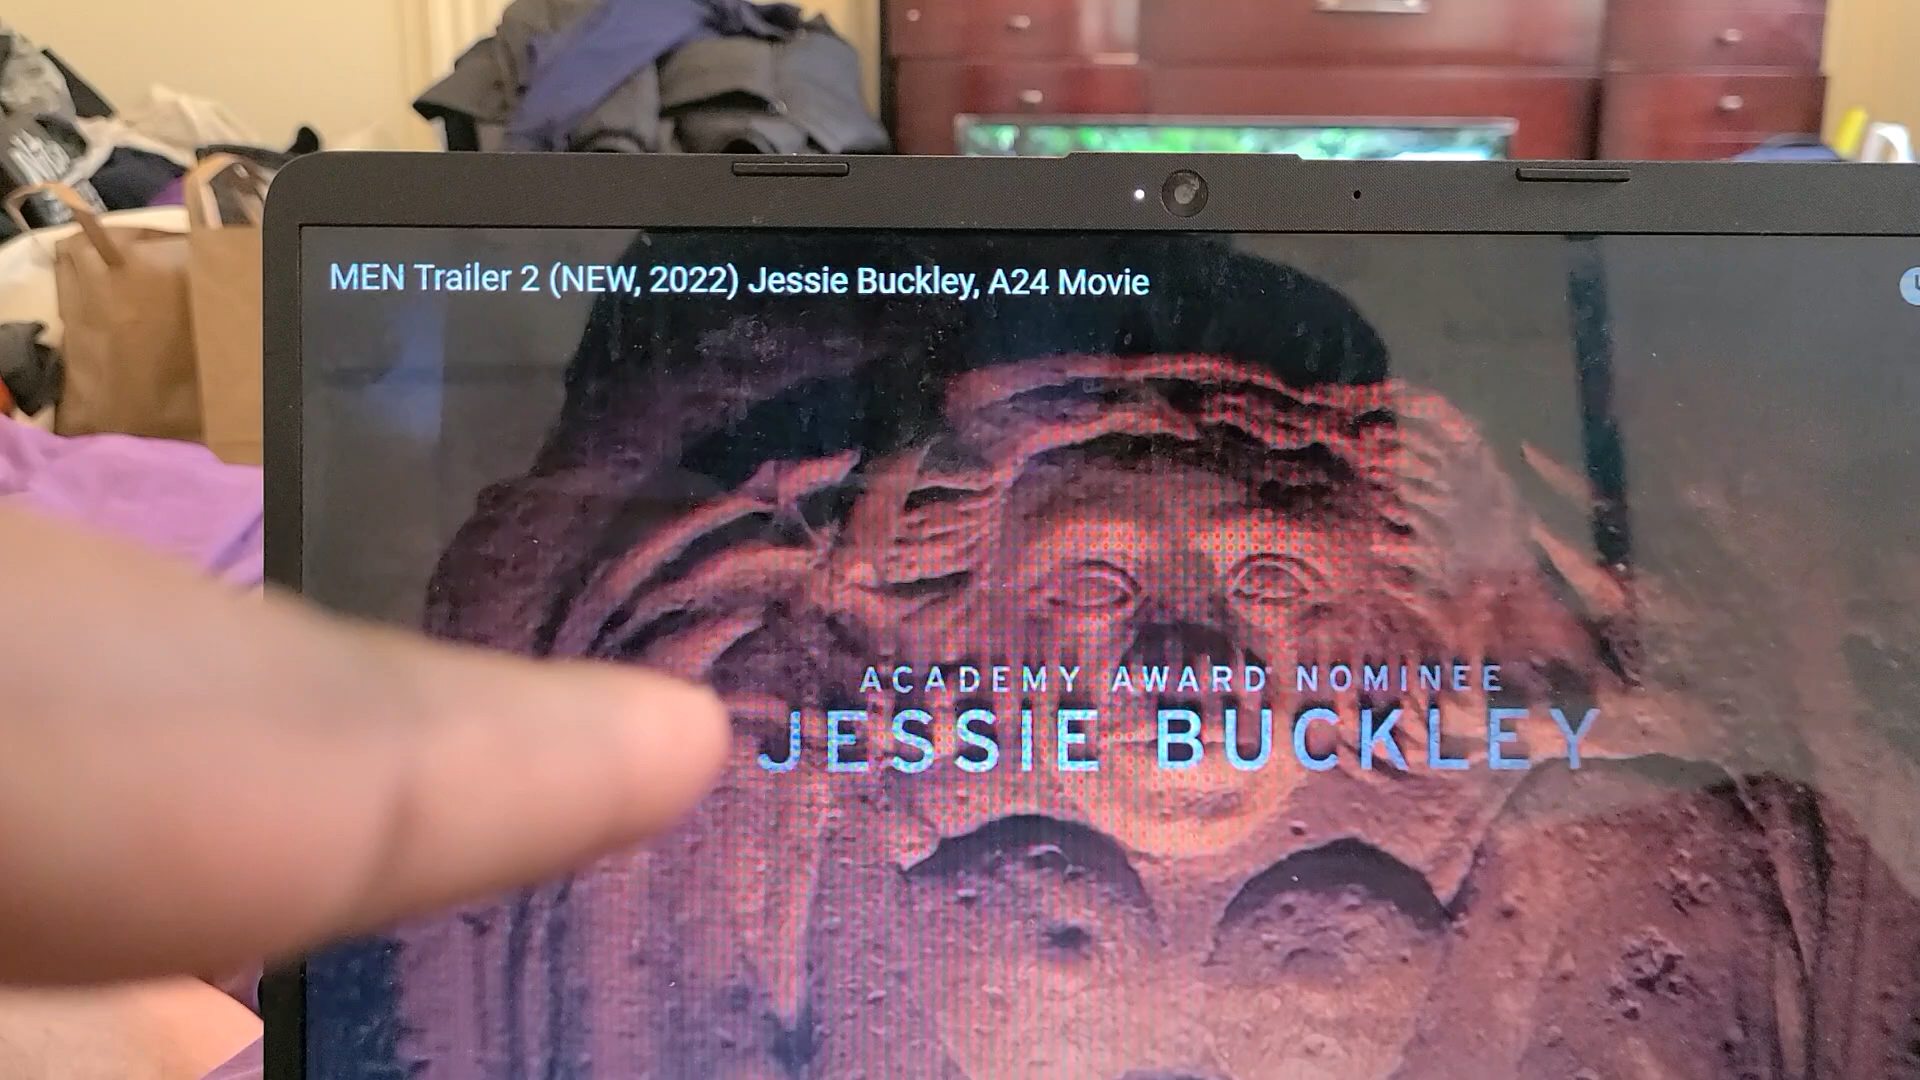 MEN Trailer 2 (NEW, 2022) Jessie Buckley, A24 Movie
ACADEMY AWARD NOMINEE
JESSIE BUCKLEY